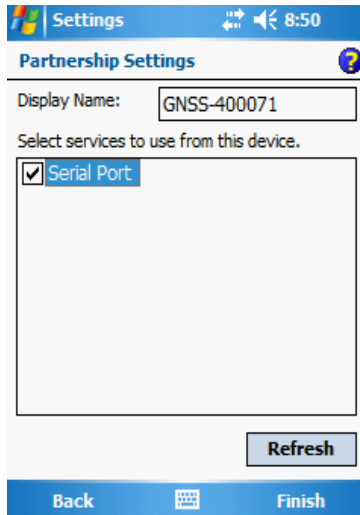 Settings 8:50
Partnership Settings ?
Display Name: GNSS-400071
Select services to use from this device.
Serial Port
Refresh
Back Finish